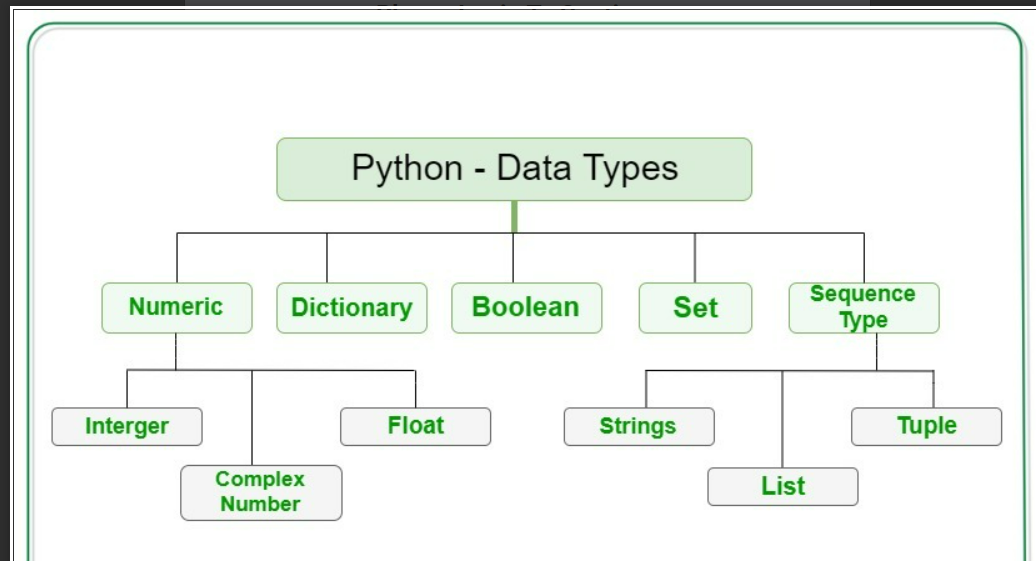 Python - Data Types
Numeric
Dictionary
Boolean
Set
Sequence
Type
Interger
Float
Strings
Tuple
Complex
Number
List